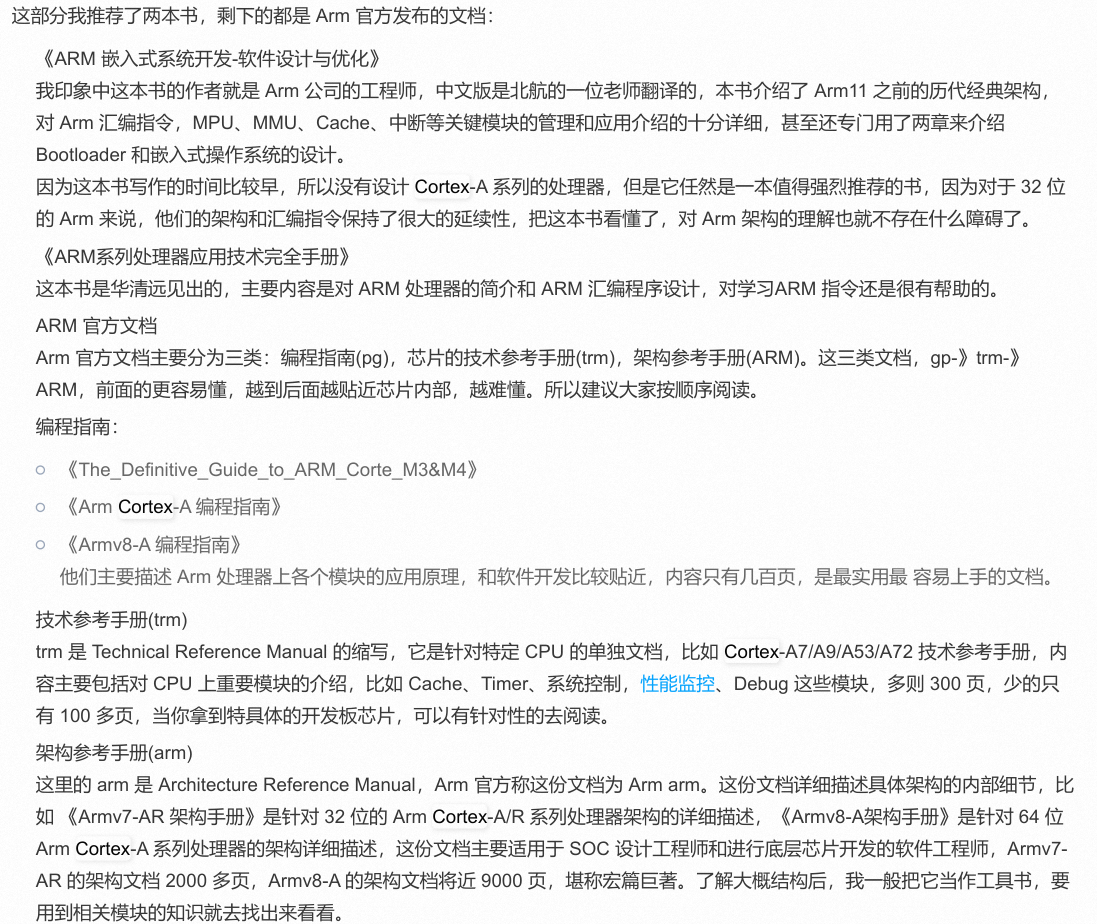 这部分我推荐了两本书，剩下的都是 Arm 官方发布的文档：
《ARM 嵌入式系统开发-软件设计与优化》
我印象中这本书的作者就是 Arm 公司的工程师，中文版是北航的一位老师翻译的，本书介绍了 Arm11 之前的历代经典架构，
对 Arm 汇编指令，MPU、MMU、Cache、中断等关键模块的管理和应用介绍的十分详细，甚至还专门用了两章来介绍
Bootloader 和嵌入式操作系统的设计。
因为这本书写作的时间比较早，所以没有设计 Cortex-A 系列的处理器，但是它任然是一本值得强烈推荐的书，因为对于 32 位
的 Arm 来说，他们的架构和汇编指令保持了很大的延续性，把这本书看懂了，对 Arm 架构的理解也就不存在什么障碍了。
《ARM系列处理器应用技术完全手册》
这本书是华清远见出的，主要内容是对 ARM 处理器的简介和 ARM 汇编程序设计，对学习ARM 指令还是很有帮助的。
ARM 官方文档
Arm 官方文档主要分为三类：编程指南(pg)，芯片的技术参考手册(trm)，架构参考手册(ARM)。这三类文档，gp-》trm-》
ARM，前面的更容易懂，越到后面越贴近芯片内部，越难懂。所以建议大家按顺序阅读。
编程指南：
○ 《The_Definitive_Guide_to_ARM_Corte_M3&M4》
○ 《Arm Cortex-A 编程指南》
○ 《Armv8-A 编程指南》
他们主要描述 Arm 处理器上各个模块的应用原理，和软件开发比较贴近，内容只有几百页，是最实用最 容易上手的文档。
技术参考手册(trm)
trm 是 Technical Reference Manual 的缩写，它是针对特定 CPU 的单独文档，比如 Cortex-A7/A9/A53/A72 技术参考手册，内
容主要包括对 CPU 上重要模块的介绍，比如 Cache、Timer、系统控制，性能监控、Debug 这些模块，多则 300 页，少的只
有 100 多页，当你拿到特具体的开发板芯片，可以有针对性的去阅读。
架构参考手册(arm)
这里的 arm 是 Architecture Reference Manual，Arm 官方称这份文档为 Arm arm。这份文档详细描述具体架构的内部细节，比
如 《Armv7-AR 架构手册》是针对 32 位的 Arm Cortex-A/R 系列处理器架构的详细描述，《Armv8-A架构手册》是针对 64 位
Arm Cortex-A 系列处理器的架构详细描述，这份文档主要适用于 SOC 设计工程师和进行底层芯片开发的软件工程师，Armv7-
AR 的架构文档 2000 多页，Armv8-A 的架构文档将近 9000 页，堪称宏篇巨著。了解大概结构后，我一般把它当作工具书，要
用到相关模块的知识就去找出来看看。